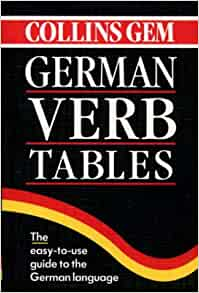 COLLINS GEM
GERMAN
VERB
TABLES
The
easy-to-use
guide to the
German language